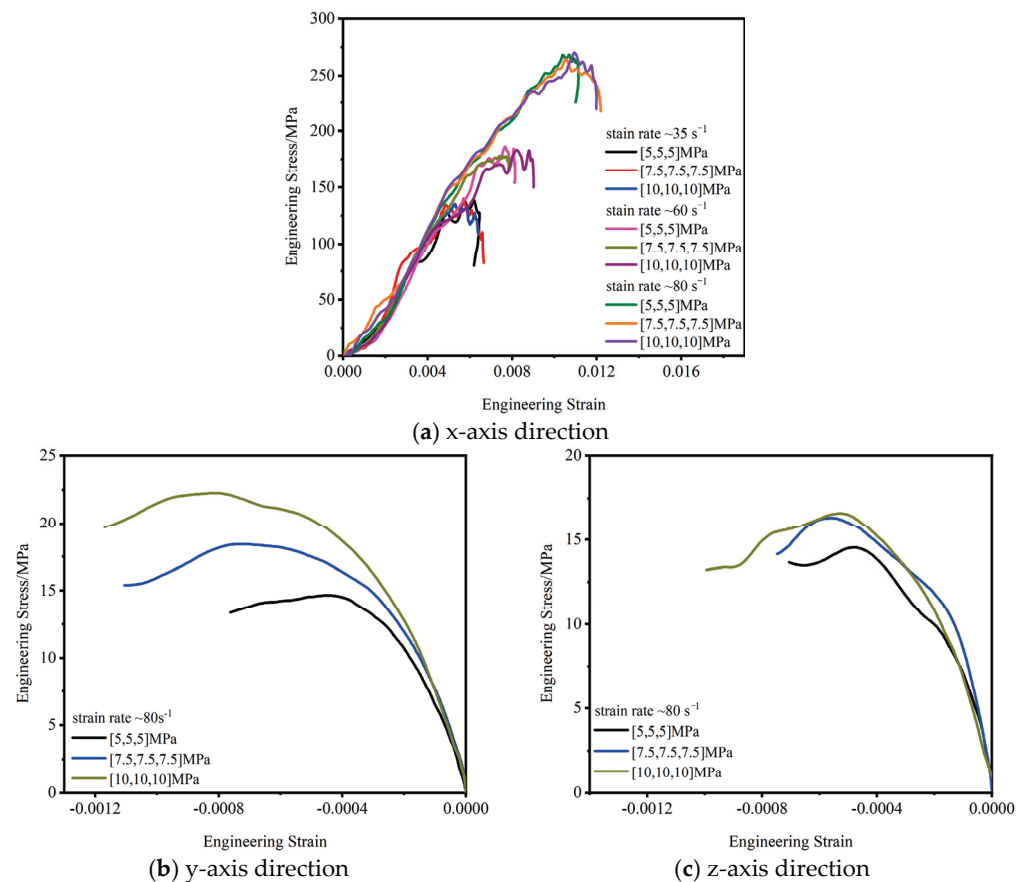 300
250
200
150
100
50
0
Engineering Stress/MPa
stain rate ~35 s⁻¹
[5,5,5]MPa
[7.5,7.5,7.5]MPa
[10,10,10]MPa
stain rate ~60 s⁻¹
[5,5,5]MPa
[7.5,7.5,7.5]MPa
[10,10,10]MPa
stain rate ~80 s⁻¹
[5,5,5]MPa
[7.5,7.5,7.5]MPa
[10,10,10]MPa
0.000 0.004 0.008 0.012 0.016
Engineering Strain
(a) x-axis direction
25
20
15
10
5
0
Engineering Stress/MPa
strain rate ~80s⁻¹
[5,5,5]MPa
[7.5,7.5,7.5]MPa
[10,10,10]MPa
-0.0012 -0.0008 -0.0004 0.0000
Engineering Strain
(b) y-axis direction
20
15
10
5
0
Engineering Stress/MPa
strain rate ~80 s⁻¹
[5,5,5]MPa
[7.5,7.5,7.5]MPa
[10,10,10]MPa
-0.0012 -0.0008 -0.0004 0.0000
Engineering Strain
(c) z-axis direction